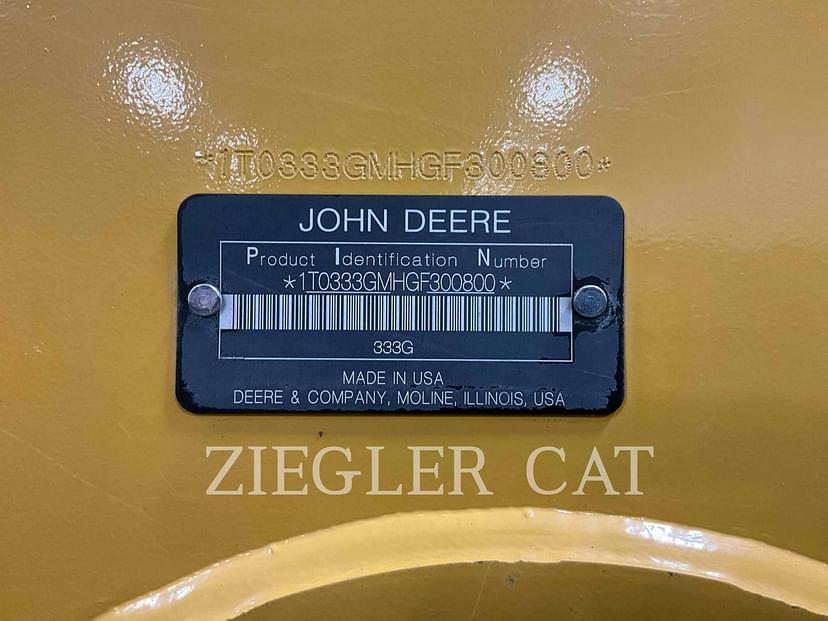 *1T0333GMHGF300800*
JOHN DEERE
Product Identification Number
*1T0333GMHGF300800*
333G
MADE IN USA
DEERE & COMPANY, MOLINE, ILLINOIS, USA
ZIEGLER CAT